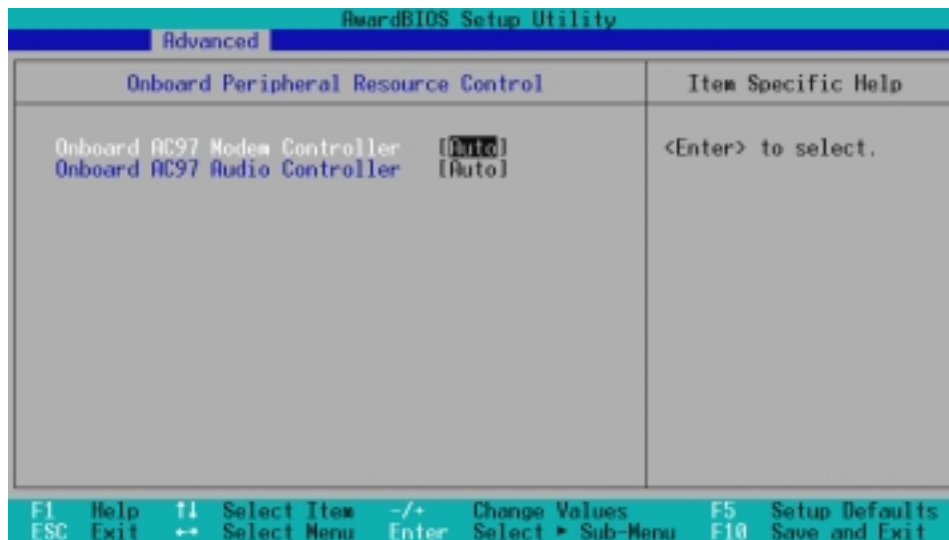 AwardBIOS Setup Utility
Advanced
Onboard Peripheral Resource Control
Item Specific Help
Onboard AC97 Modem Controller [Auto]
Onboard AC97 Audio Controller [Auto]
<Enter> to select.
F1 Help ↑↓ Select Item -/+ Change Values F5 Setup Defaults
ESC Exit ←→ Select Menu Enter Select ► Sub-Menu F10 Save and Exit